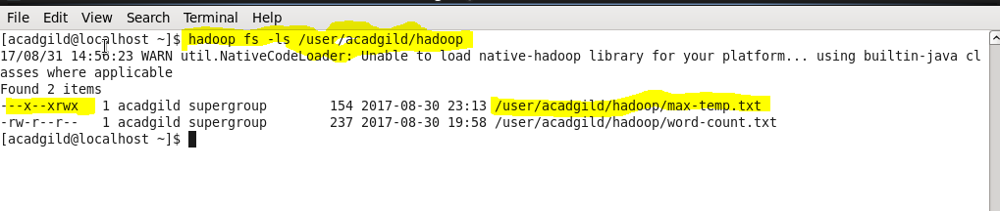 File Edit View Search Terminal Help
[acadgild@localhost ~]$ hadoop fs -ls /user/acadgild/hadoop
17/08/31 14:56:23 WARN util.NativeCodeLoader: Unable to load native-hadoop library for your platform... using builtin-java cl
asses where applicable
Found 2 items
---x--xrwx 1 acadgild supergroup 154 2017-08-30 23:13 /user/acadgild/hadoop/max-temp.txt
-rw-r--r-- 1 acadgild supergroup 237 2017-08-30 19:58 /user/acadgild/hadoop/word-count.txt
[acadgild@localhost ~]$